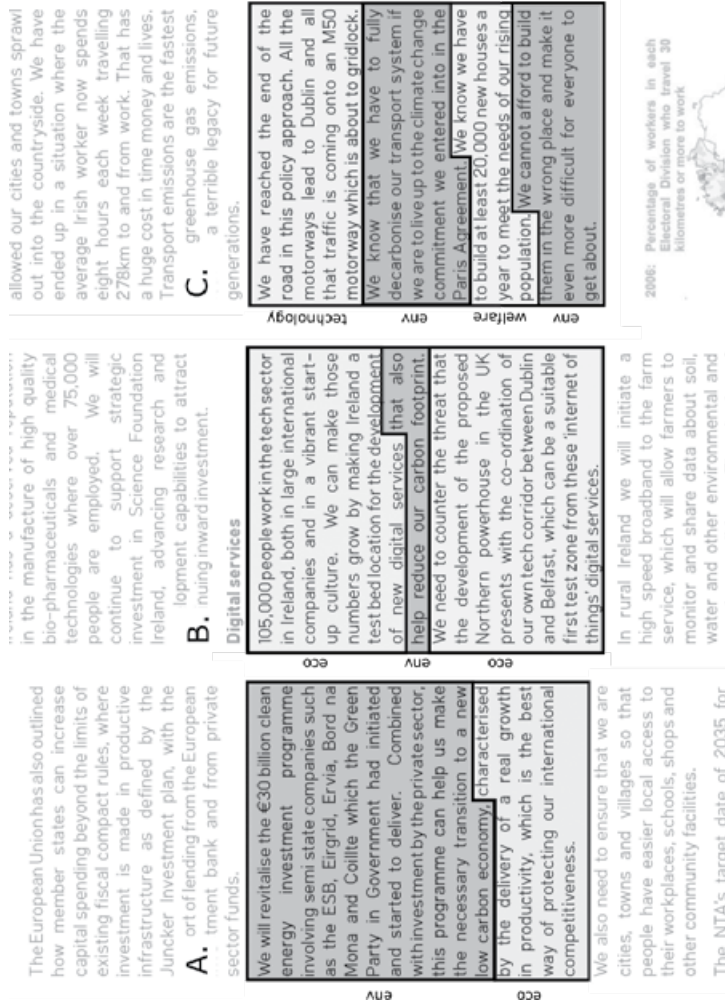 The European Union has also outlined
how member states can increase
capital spending beyond the limits of
existing fiscal compact rules, where
investment is made in productive
infrastructure as defined by the
Juncker Investment plan, with the
A. ort of lending from the European
tment bank and from private
sector funds.
env
We will revitalise the €30 billion clean
energy investment programme
involving semi state companies such
as the ESB, Eirgrid, Ervia, Bord na
Mona and Coillte which the Green
Party in Government had initiated
and started to deliver. Combined
with investment by the private sector,
this programme can help us make
the necessary transition to a new
low carbon economy, characterised
eco
by the delivery of a real growth
in productivity, which is the best
way of protecting our international
competitiveness.
We also need to ensure that we are
cities, towns and villages so that
people have easier local access to
their workplaces, schools, shops and
other community facilities.
The NTA's target date of 2035 for
in the manufacture of high quality
bio-pharmaceuticals and medical
technologies where over 75,000
people are employed. We will
continue to support strategic
investment in Science Foundation
Ireland, advancing research and
lopment capabilities to attract
B. nuing inward investment.
Digital services
eco
105,000 people work in the tech sector
in Ireland, both in large international
companies and in a vibrant start-
up culture. We can make those
numbers grow by making Ireland a
test bed location for the development
of new digital services that also
env
help reduce our carbon footprint.
eco
We need to counter the threat that
the development of the proposed
Northern powerhouse in the UK
presents with the co-ordination of
our own tech corridor between Dublin
and Belfast, which can be a suitable
first test zone from these 'internet of
things' digital services.
In rural Ireland we will initiate a
high speed broadband to the farm
service, which will allow farmers to
monitor and share data about soil,
water and other environmental and
allowed our cities and towns sprawl
out into the countryside. We have
ended up in a situation where the
average Irish worker now spends
eight hours each week travelling
278km to and from work. That has
a huge cost in time money and lives.
Transport emissions are the fastest
C. greenhouse gas emissions,
a terrible legacy for future
generations.
technology
We have reached the end of the
road in this policy approach. All the
motorways lead to Dublin and all
that traffic is coming onto an M50
motorway which is about to gridlock.
env
We know that we have to fully
decarbonise our transport system if
we are to live up to the climate change
commitment we entered into in the
Paris Agreement. We know we have
welfare
to build at least 20,000 new houses a
year to meet the needs of our rising
population. We cannot afford to build
env
them in the wrong place and make it
even more difficult for everyone to
get about.
2006: Percentage of workers in each
Electoral Division who travel 30
kilometres or more to work